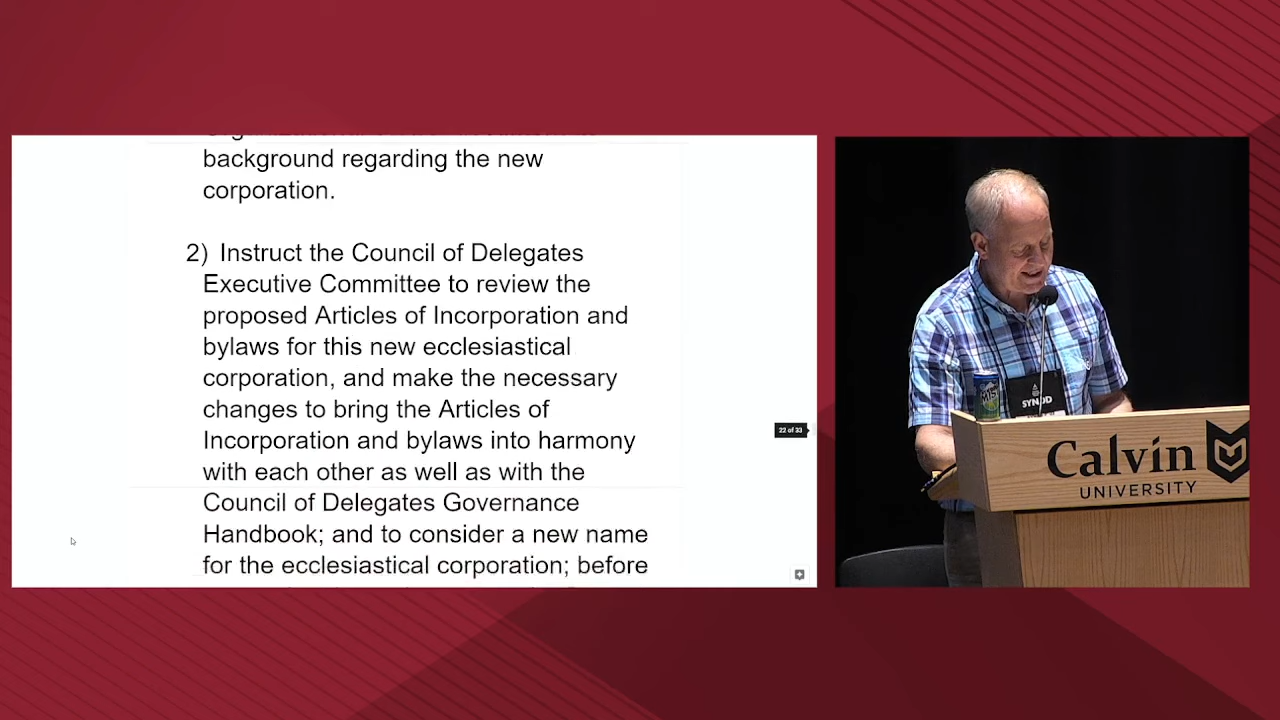 background regarding the new
corporation.
2) Instruct the Council of Delegates
Executive Committee to review the
proposed Articles of Incorporation and
bylaws for this new ecclesiastical
corporation, and make the necessary
changes to bring the Articles of
Incorporation and bylaws into harmony
with each other as well as with the
Council of Delegates Governance
Handbook; and to consider a new name
for the ecclesiastical corporation; before
22 of 33
SYNOD
Calvin
UNIVERSITY